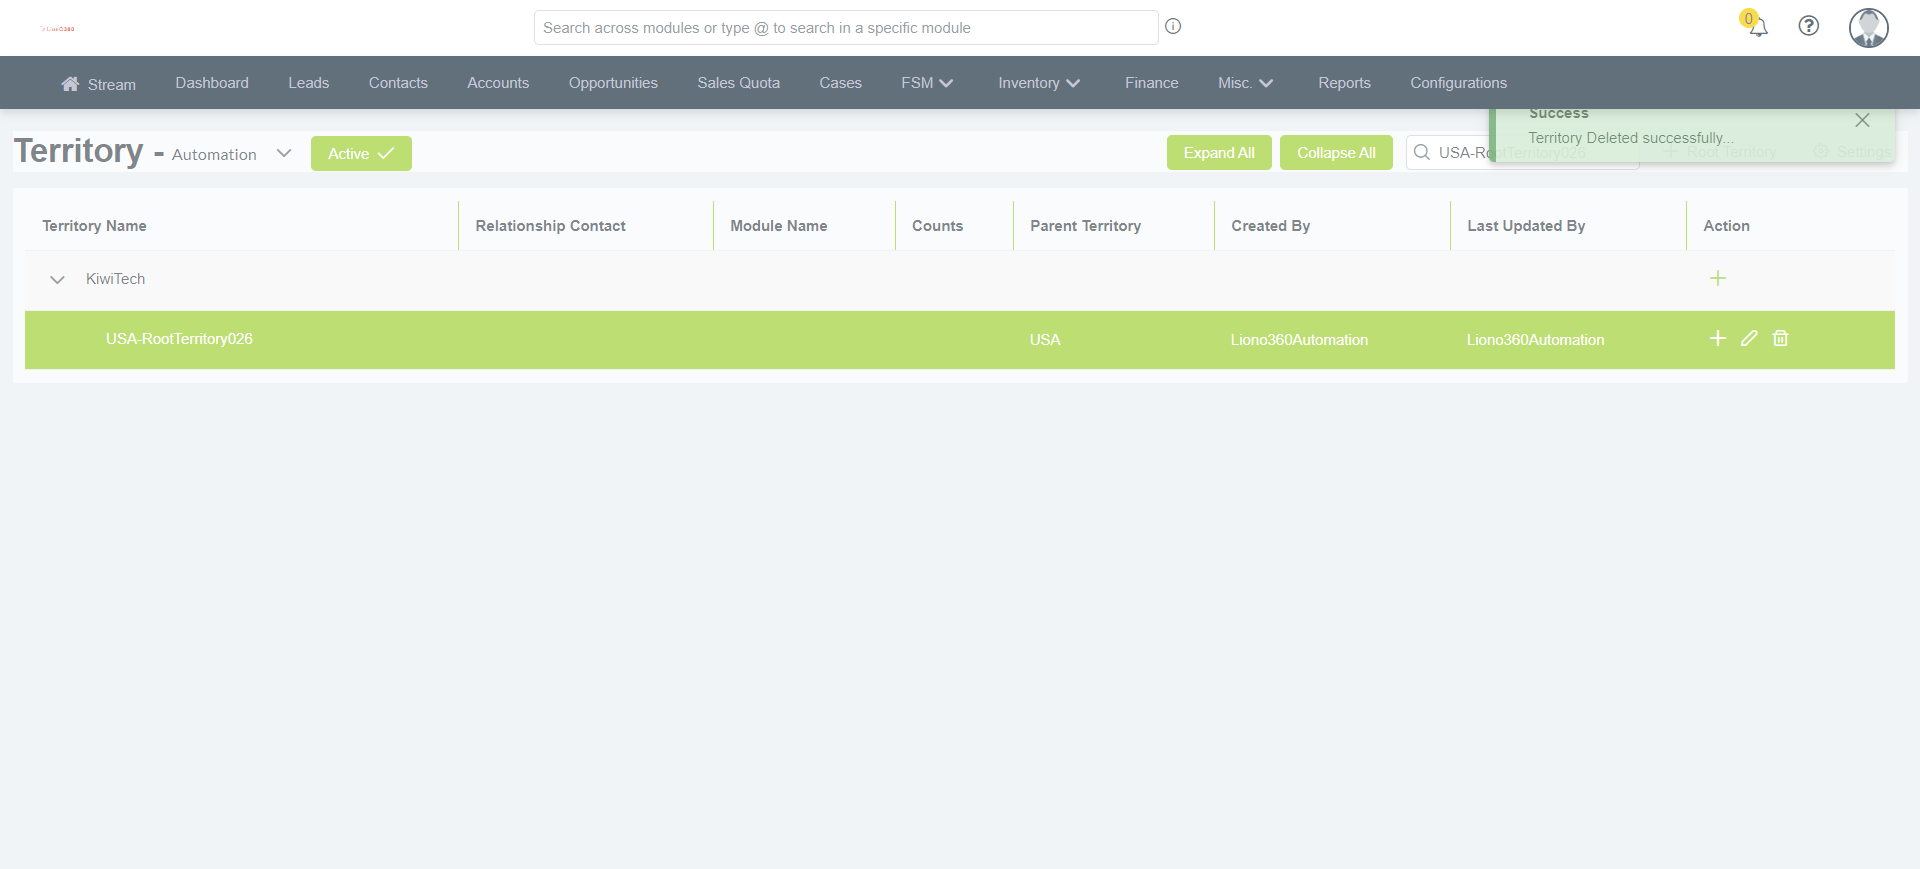 LionO360
Search across modules or type @ to search in a specific module
0
Stream Dashboard Leads Contacts Accounts Opportunities Sales Quota Cases FSM Inventory Finance Misc. Reports Configurations
Success
Territory Deleted successfully...
Territory - Automation Active Expand All Collapse All USA-RootTerritory026 Root Territory Settings
Territory Name Relationship Contact Module Name Counts Parent Territory Created By Last Updated By Action
KiwiTech
USA-RootTerritory026 USA Liono360Automation Liono360Automation